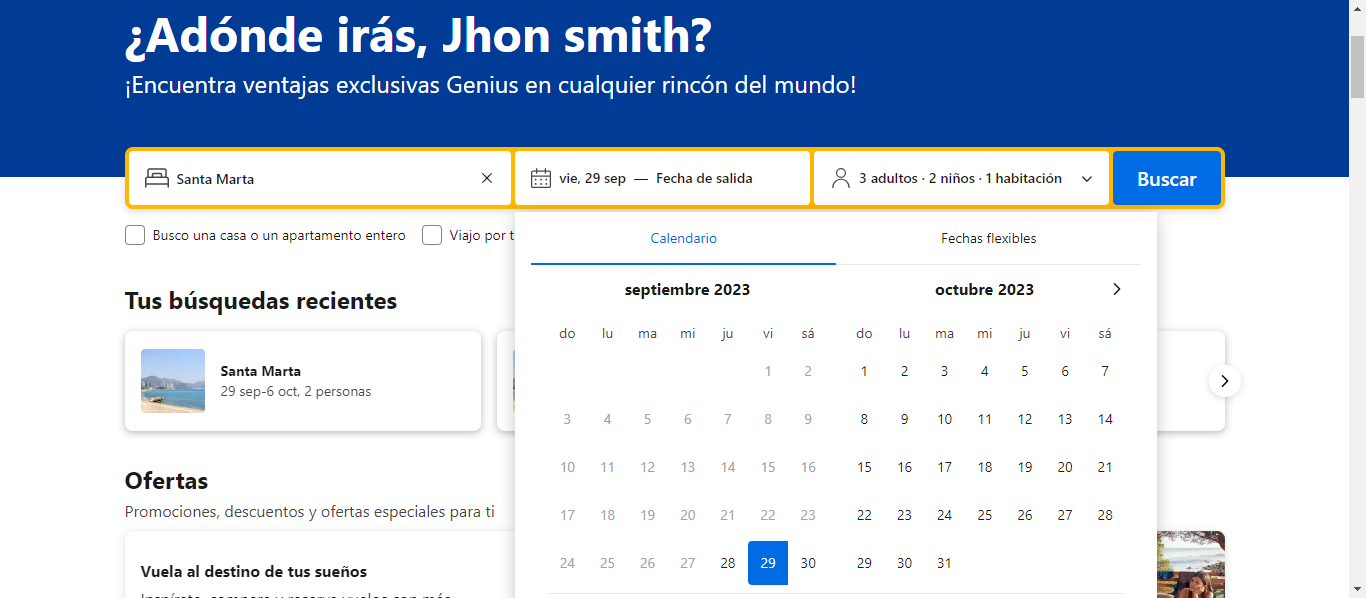 ¿Adónde irás, Jhon smith?
¡Encuentra ventajas exclusivas Genius en cualquier rincón del mundo!
Santa Marta
vie, 29 sep — Fecha de salida
3 adultos · 2 niños · 1 habitación
Buscar
Busco una casa o un apartamento entero
Viajo por t
Calendario
Fechas flexibles
septiembre 2023
do lu ma mi ju vi sá
1 2
3 4 5 6 7 8 9
10 11 12 13 14 15 16
17 18 19 20 21 22 23
24 25 26 27 28 29 30
octubre 2023
do lu ma mi ju vi sá
1 2 3 4 5 6 7
8 9 10 11 12 13 14
15 16 17 18 19 20 21
22 23 24 25 26 27 28
29 30 31
Tus búsquedas recientes
Santa Marta
29 sep-6 oct, 2 personas
Ofertas
Promociones, descuentos y ofertas especiales para ti
Vuela al destino de tus sueños